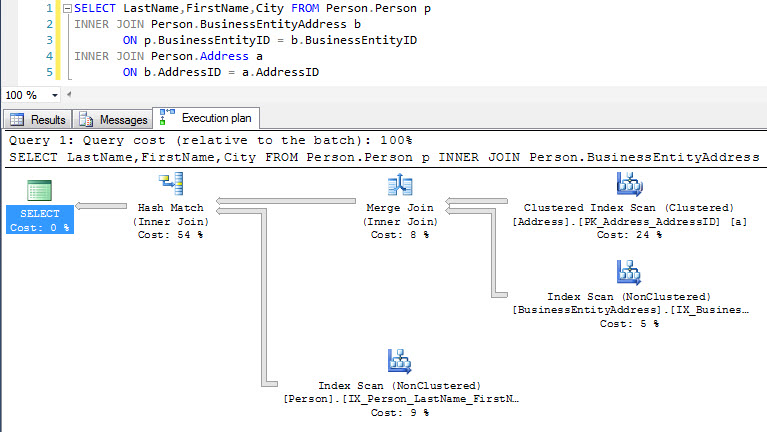 1 SELECT LastName,FirstName,City FROM Person.Person p
2 INNER JOIN Person.BusinessEntityAddress b
3 ON p.BusinessEntityID = b.BusinessEntityID
4 INNER JOIN Person.Address a
5 ON b.AddressID = a.AddressID
100 %
Results Messages Execution plan
Query 1: Query cost (relative to the batch): 100%
SELECT LastName,FirstName,City FROM Person.Person p INNER JOIN Person.BusinessEntityAddress
SELECT
Cost: 0 %
Hash Match
(Inner Join)
Cost: 54 %
Merge Join
(Inner Join)
Cost: 8 %
Clustered Index Scan (Clustered)
[Address].[PK_Address_AddressID] [a]
Cost: 24 %
Index Scan (NonClustered)
[BusinessEntityAddress].[IX_Busines…
Cost: 5 %
Index Scan (NonClustered)
[Person].[IX_Person_LastName_FirstN…
Cost: 9 %